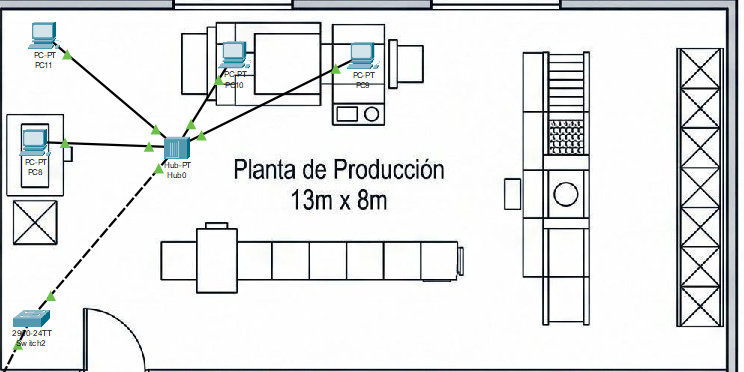 PC-PT
PC11
PC-PT
PC10
PC-PT
PC9
PC-PT
PC8
Hub-PT
Hub0
Planta de Producción
13m x 8m
2960-24TT
Switch2